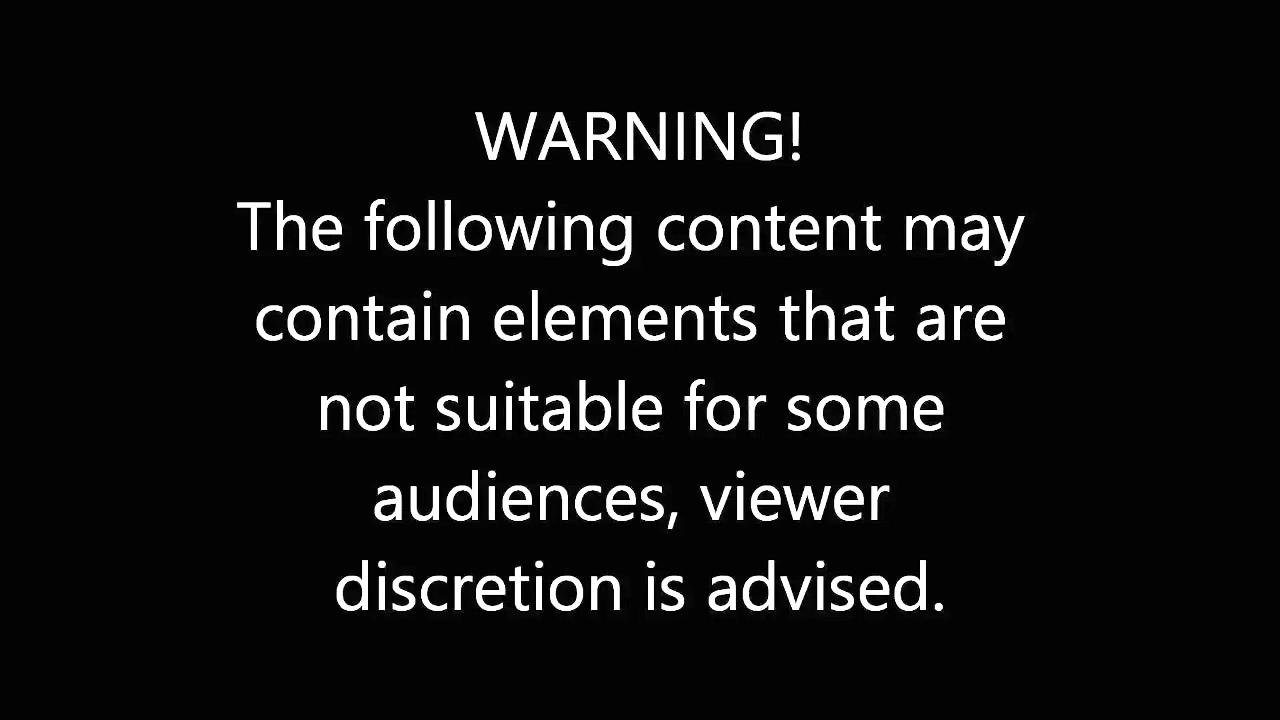 WARNING!
The following content may
contain elements that are
not suitable for some
audiences, viewer
discretion is advised.